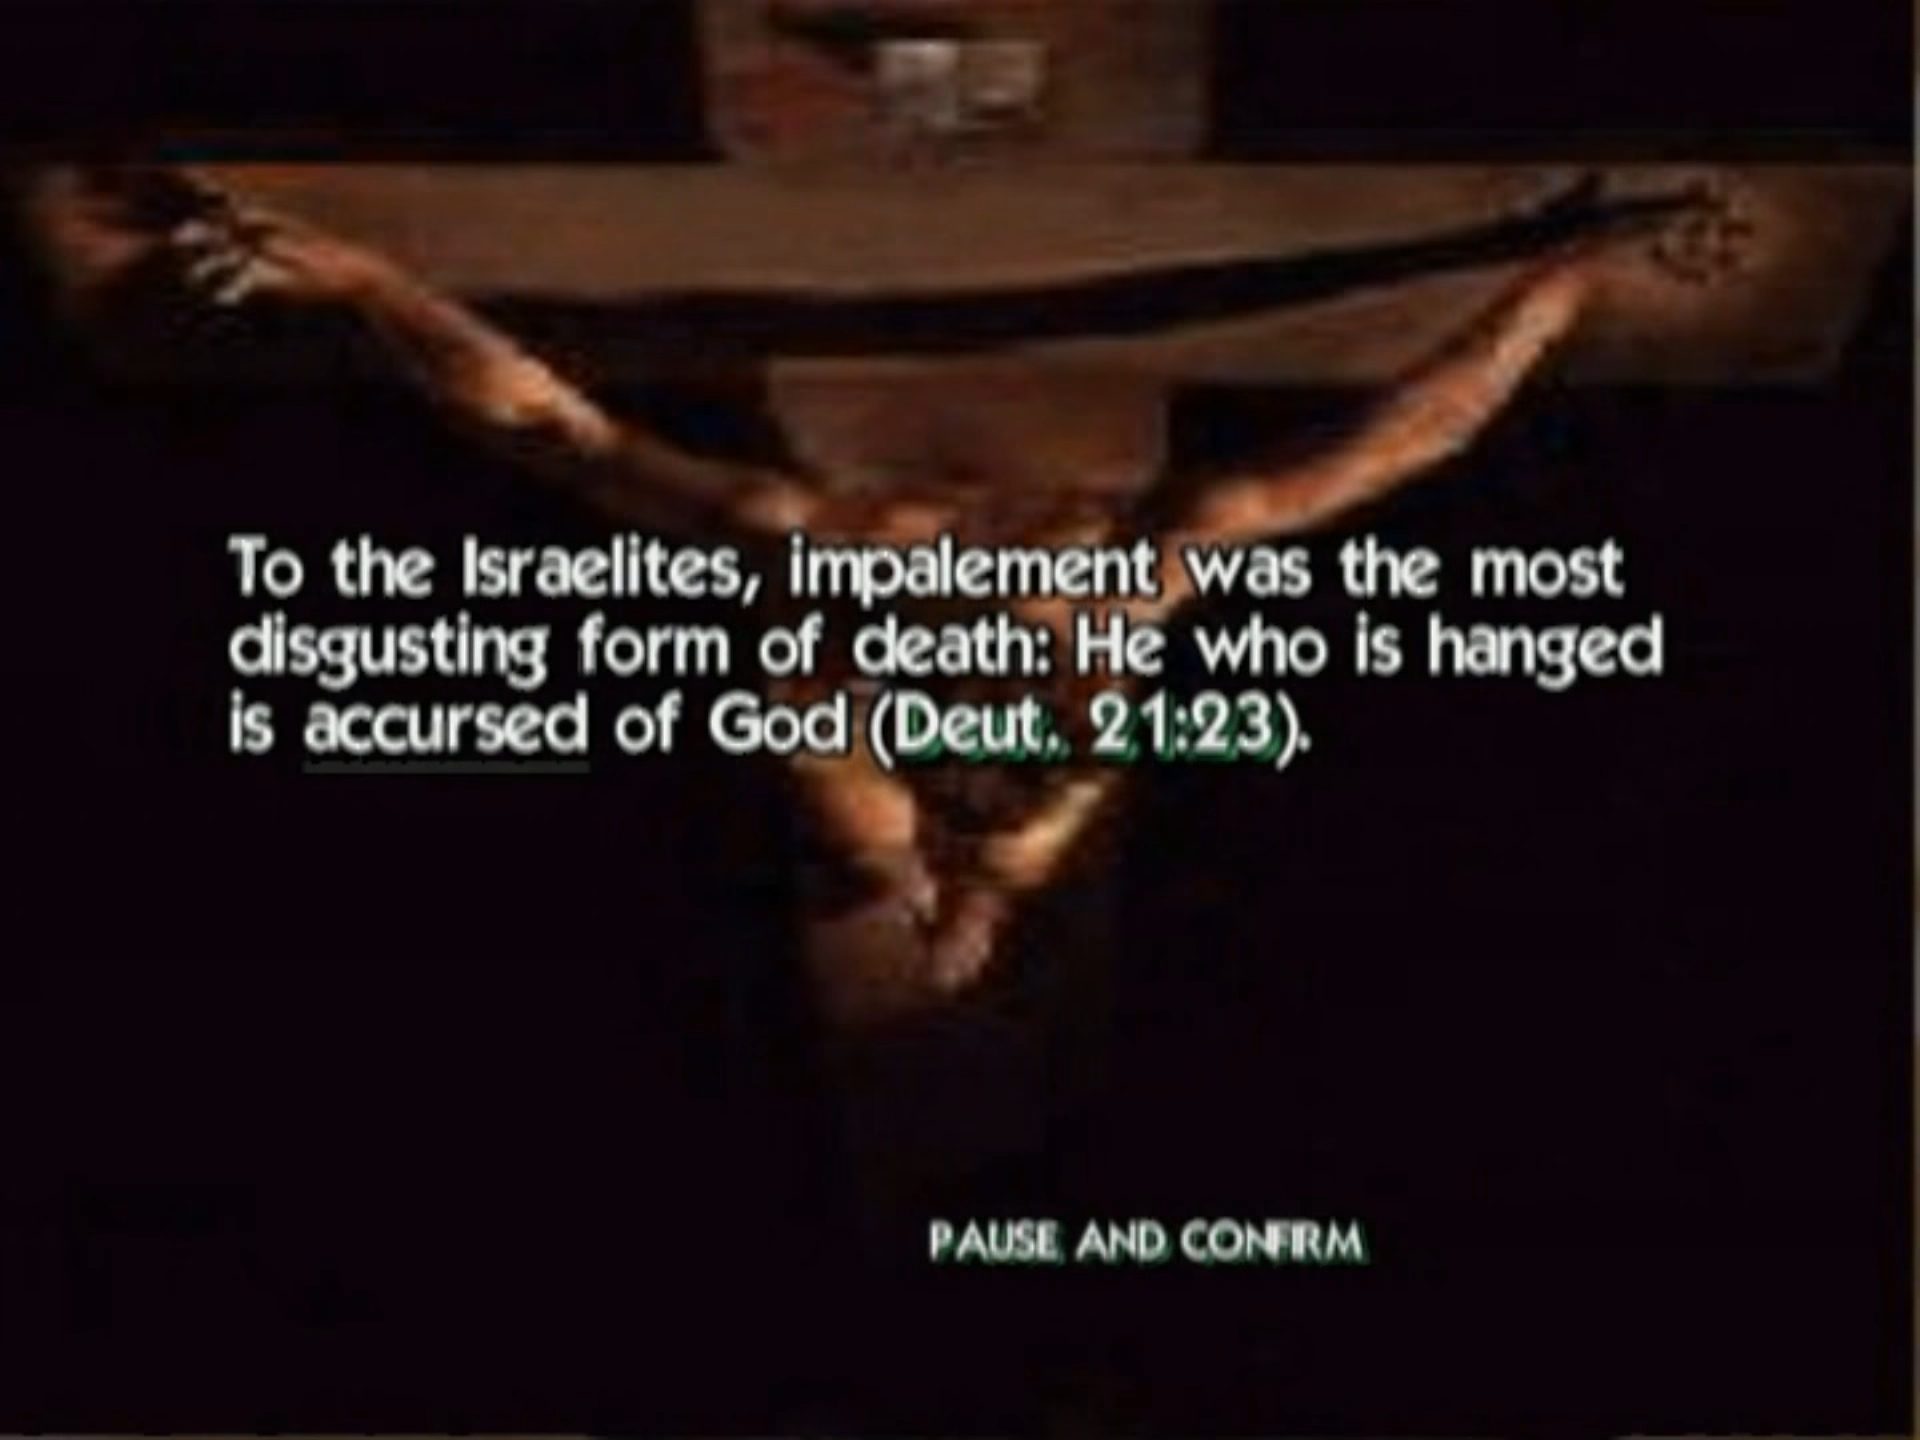 To the Israelites, impalement was the most
disgusting form of death: He who is hanged
is accursed of God (Deut. 21:23).
PAUSE AND CONFIRM